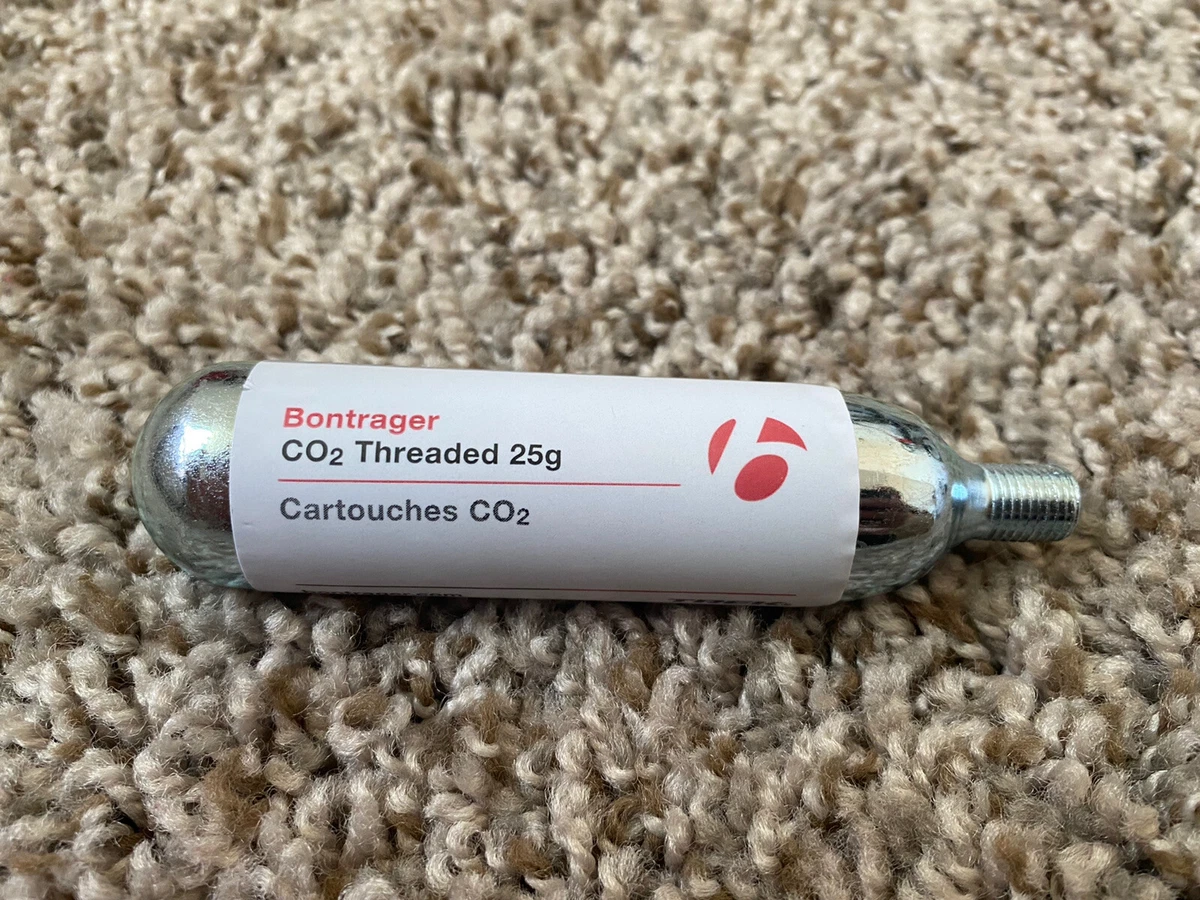 Bontrager
CO₂ Threaded 25g
Cartouches CO₂